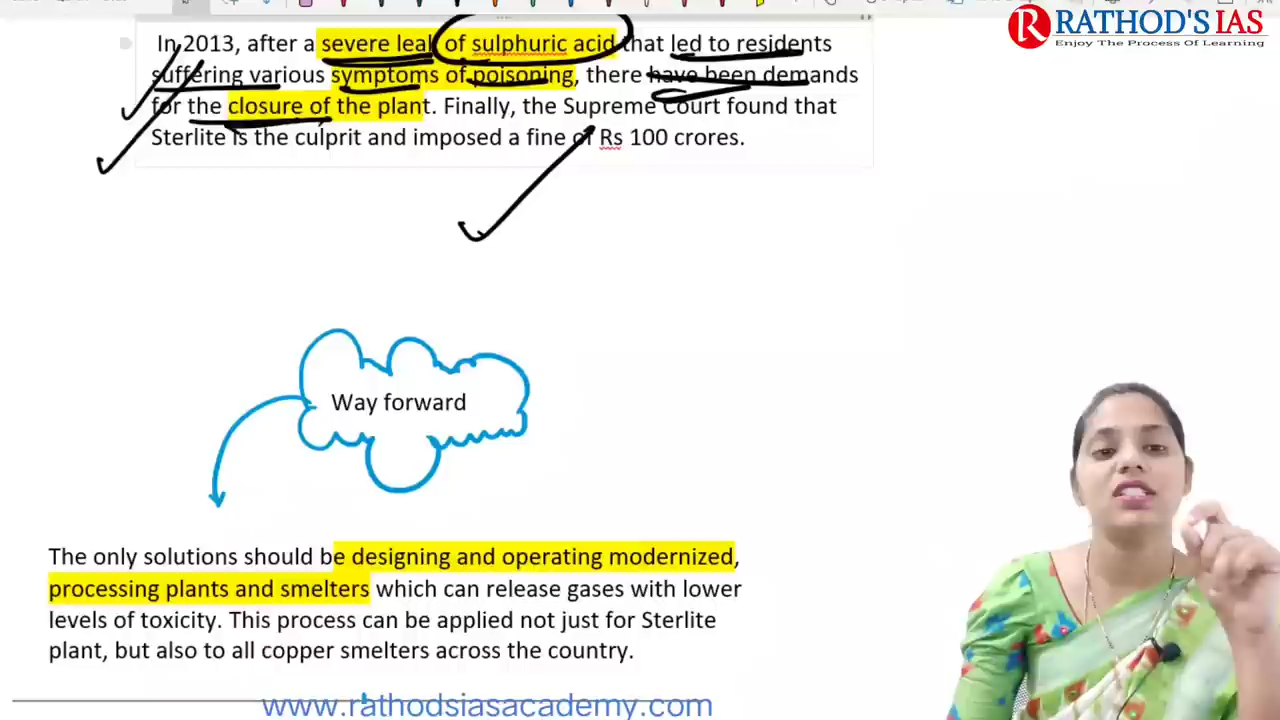 RATHOD'S IAS
Enjoy The Process Of Learning
In 2013, after a severe leak of sulphuric acid that led to residents
suffering various symptoms of poisoning, there have been demands
for the closure of the plant. Finally, the Supreme Court found that
Sterlite is the culprit and imposed a fine of Rs 100 crores.
Way forward
The only solutions should be designing and operating modernized,
processing plants and smelters which can release gases with lower
levels of toxicity. This process can be applied not just for Sterlite
plant, but also to all copper smelters across the country.
www.rathodsiasacademy.com